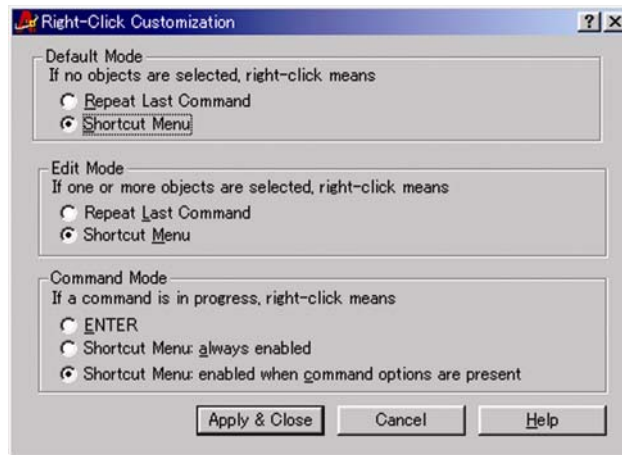 Right-Click Customization
Default Mode
If no objects are selected, right-click means
Repeat Last Command
Shortcut Menu
Edit Mode
If one or more objects are selected, right-click means
Repeat Last Command
Shortcut Menu
Command Mode
If a command is in progress, right-click means
ENTER
Shortcut Menu: always enabled
Shortcut Menu: enabled when command options are present
Apply & Close Cancel Help